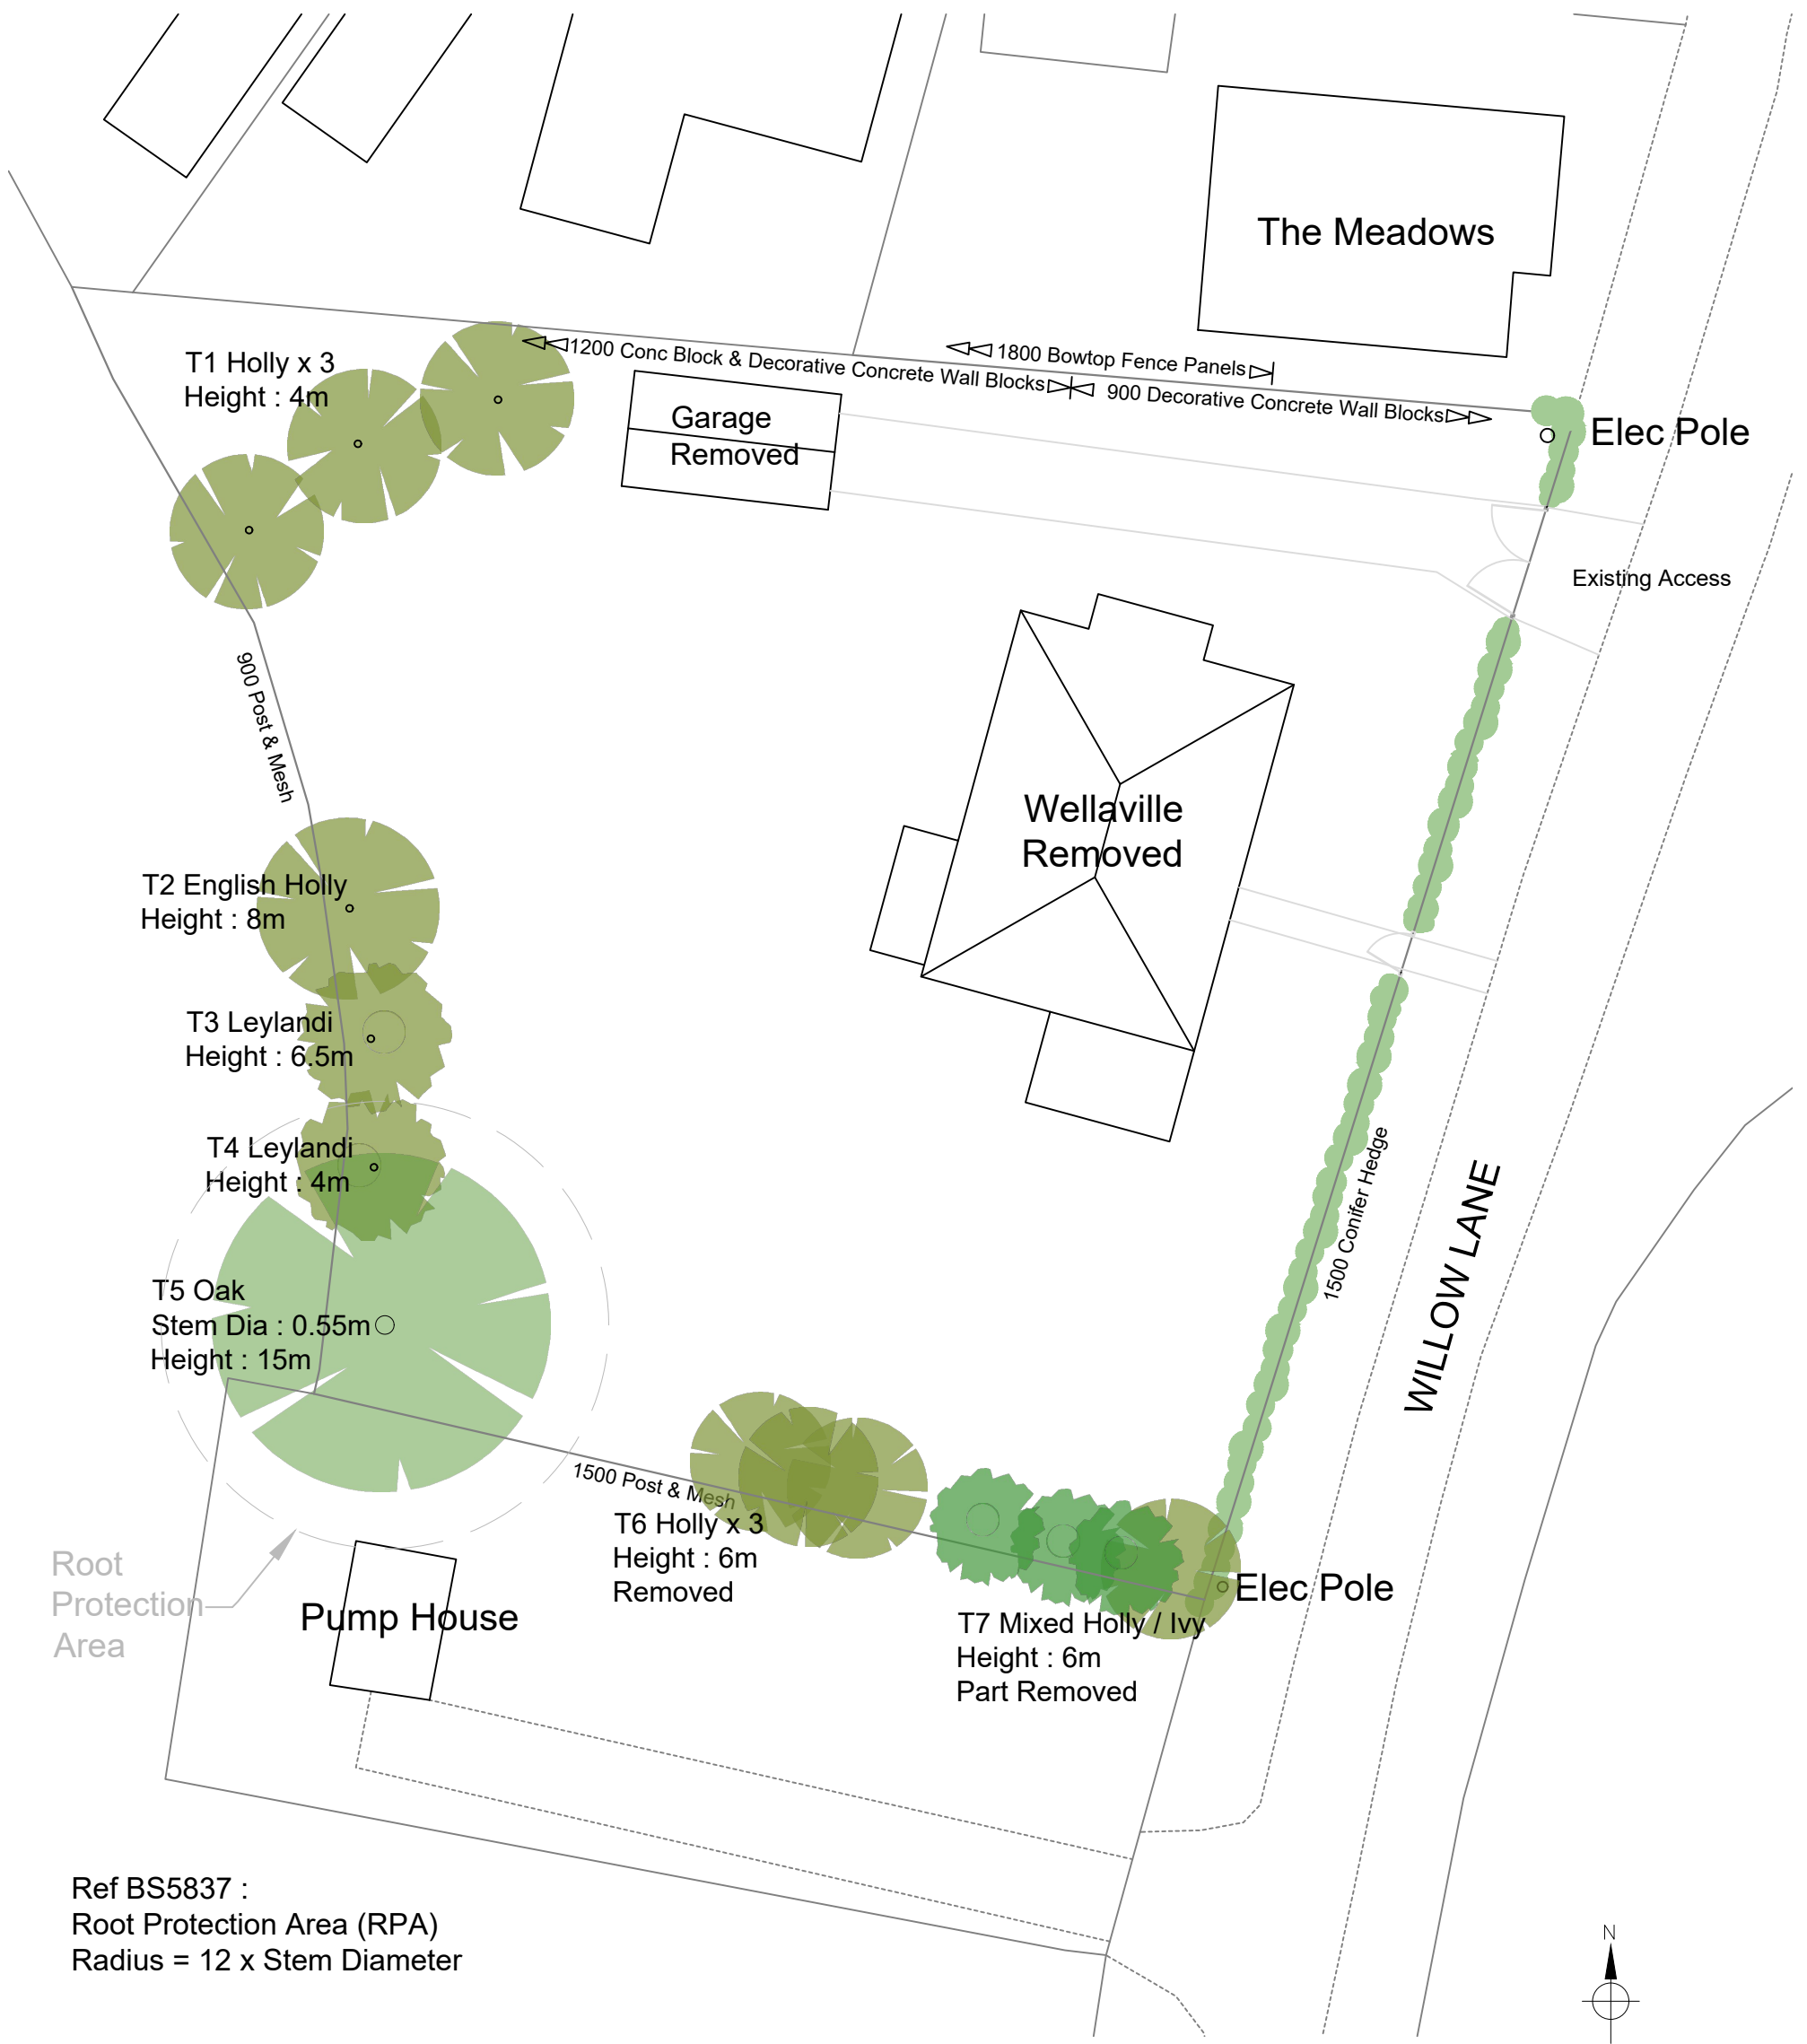 The Meadows
T1 Holly x 3
Height : 4m
1200 Conc Block & Decorative Concrete Wall Blocks
1800 Bowtop Fence Panels
900 Decorative Concrete Wall Blocks
Garage
Removed
Elec Pole
Existing Access
900 Post & Mesh
Wellaville
Removed
T2 English Holly
Height : 8m
T3 Leylandi
Height : 6.5m
T4 Leylandi
Height : 4m
1500 Conifer Hedge
WILLOW LANE
T5 Oak
Stem Dia : 0.55m
Height : 15m
1500 Post & Mesh
T6 Holly x 3
Height : 6m
Removed
Root
Protection
Area
Pump House
Elec Pole
T7 Mixed Holly / Ivy
Height : 6m
Part Removed
Ref BS5837 :
Root Protection Area (RPA)
Radius = 12 x Stem Diameter
N